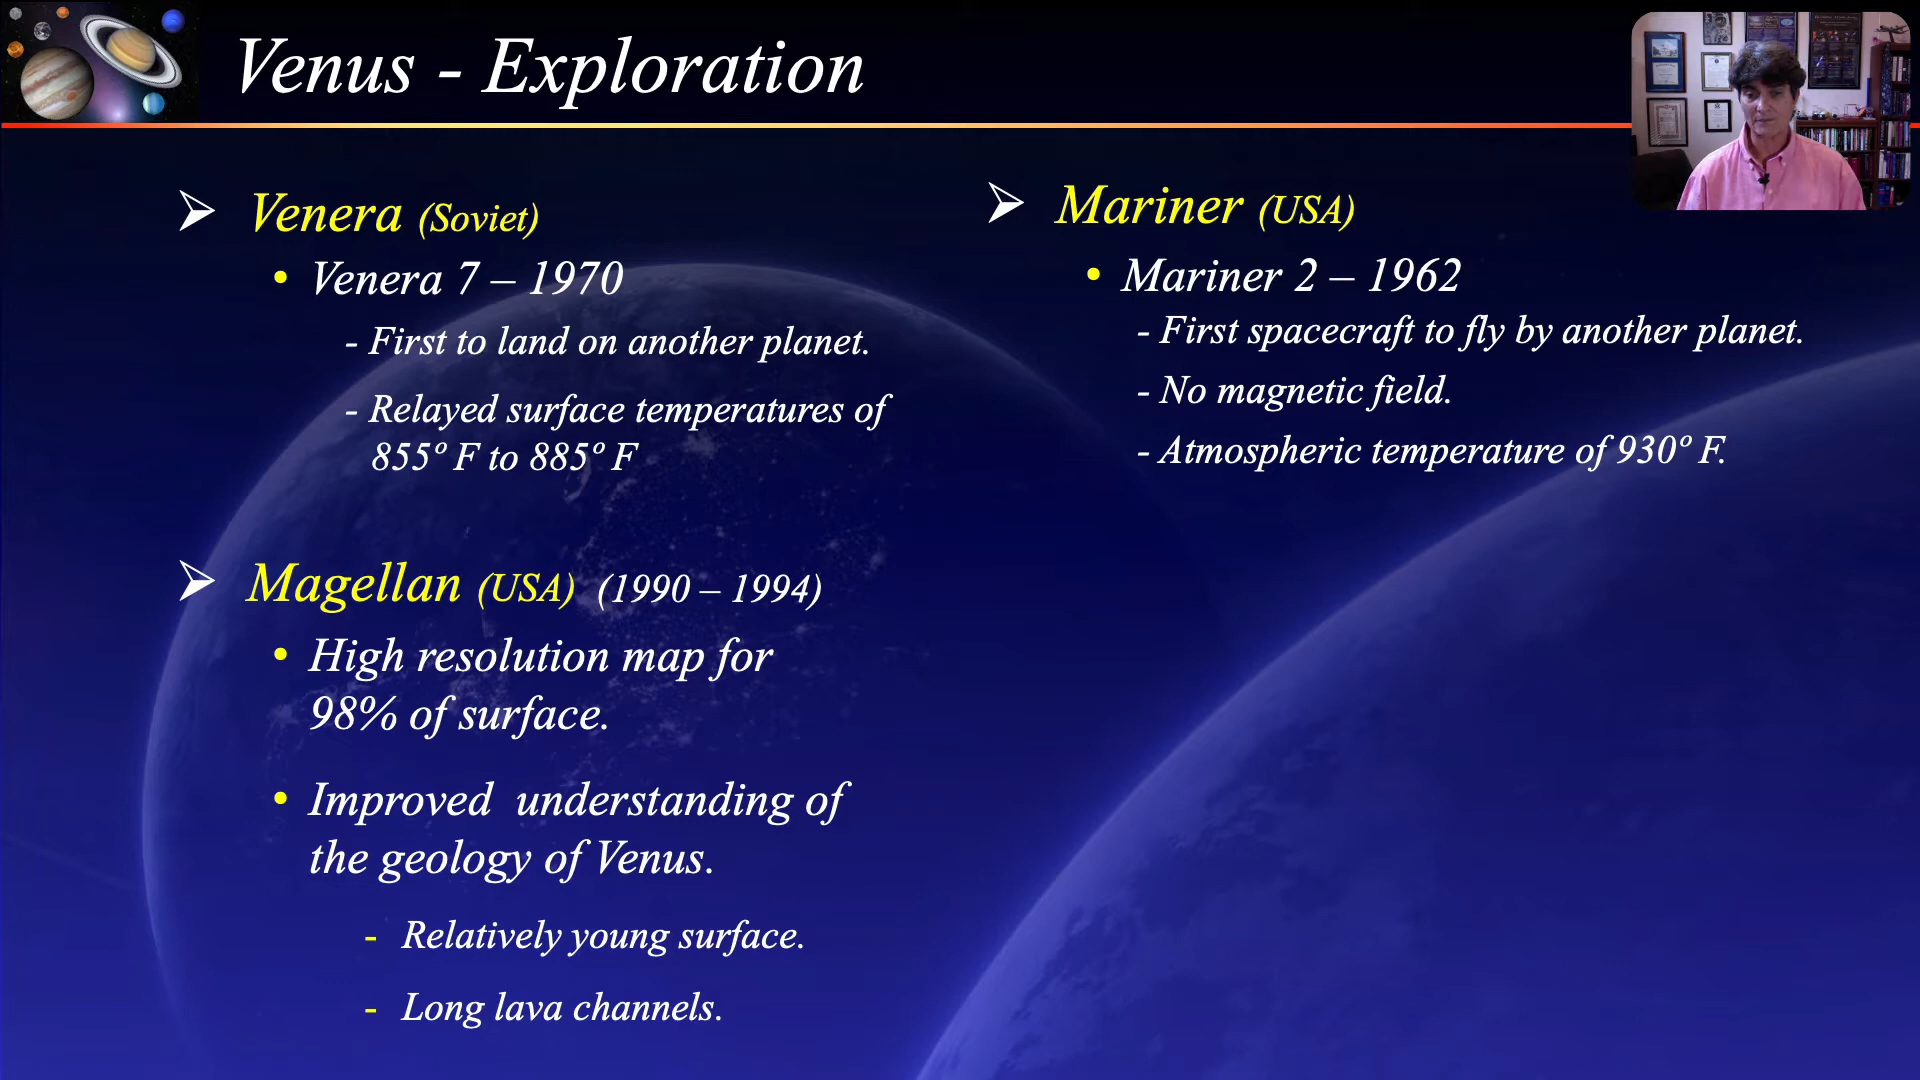 Venus - Exploration
➢ Venera (Soviet)
• Venera 7 – 1970
- First to land on another planet.
- Relayed surface temperatures of
855º F to 885º F
➢ Magellan (USA) (1990 – 1994)
• High resolution map for
98% of surface.
• Improved understanding of
the geology of Venus.
- Relatively young surface.
- Long lava channels.
➢ Mariner (USA)
• Mariner 2 – 1962
- First spacecraft to fly by another planet.
- No magnetic field.
- Atmospheric temperature of 930º F.